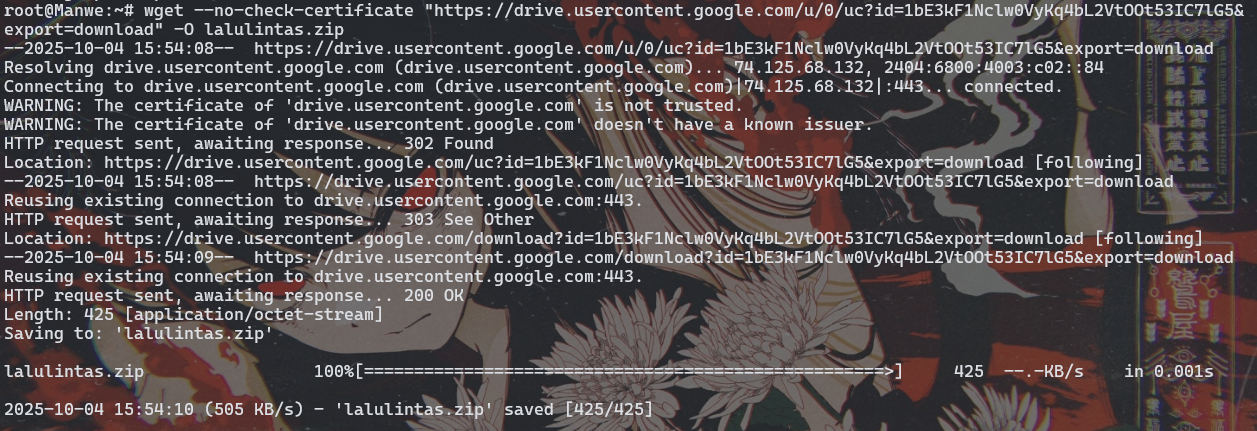 root@Manwe:~# wget --no-check-certificate "https://drive.usercontent.google.com/u/0/uc?id=1bE3kF1Nclw0VyKq4bL2VtOOt53IC7lG5&
export=download" -O lalulintas.zip
--2025-10-04 15:54:08--  https://drive.usercontent.google.com/u/0/uc?id=1bE3kF1Nclw0VyKq4bL2VtOOt53IC7lG5&export=download
Resolving drive.usercontent.google.com (drive.usercontent.google.com)... 74.125.68.132, 2404:6800:4003:c02::84
Connecting to drive.usercontent.google.com (drive.usercontent.google.com)|74.125.68.132|:443... connected.
WARNING: The certificate of 'drive.usercontent.google.com' is not trusted.
WARNING: The certificate of 'drive.usercontent.google.com' doesn't have a known issuer.
HTTP request sent, awaiting response... 302 Found
Location: https://drive.usercontent.google.com/uc?id=1bE3kF1Nclw0VyKq4bL2VtOOt53IC7lG5&export=download [following]
--2025-10-04 15:54:08--  https://drive.usercontent.google.com/uc?id=1bE3kF1Nclw0VyKq4bL2VtOOt53IC7lG5&export=download
Reusing existing connection to drive.usercontent.google.com:443.
HTTP request sent, awaiting response... 303 See Other
Location: https://drive.usercontent.google.com/download?id=1bE3kF1Nclw0VyKq4bL2VtOOt53IC7lG5&export=download [following]
--2025-10-04 15:54:09--  https://drive.usercontent.google.com/download?id=1bE3kF1Nclw0VyKq4bL2VtOOt53IC7lG5&export=download
Reusing existing connection to drive.usercontent.google.com:443.
HTTP request sent, awaiting response... 200 OK
Length: 425 [application/octet-stream]
Saving to: 'lalulintas.zip'
lalulintas.zip                 100%[====================================================>]     425  --.-KB/s    in 0.001s
2025-10-04 15:54:10 (505 KB/s) - 'lalulintas.zip' saved [425/425]